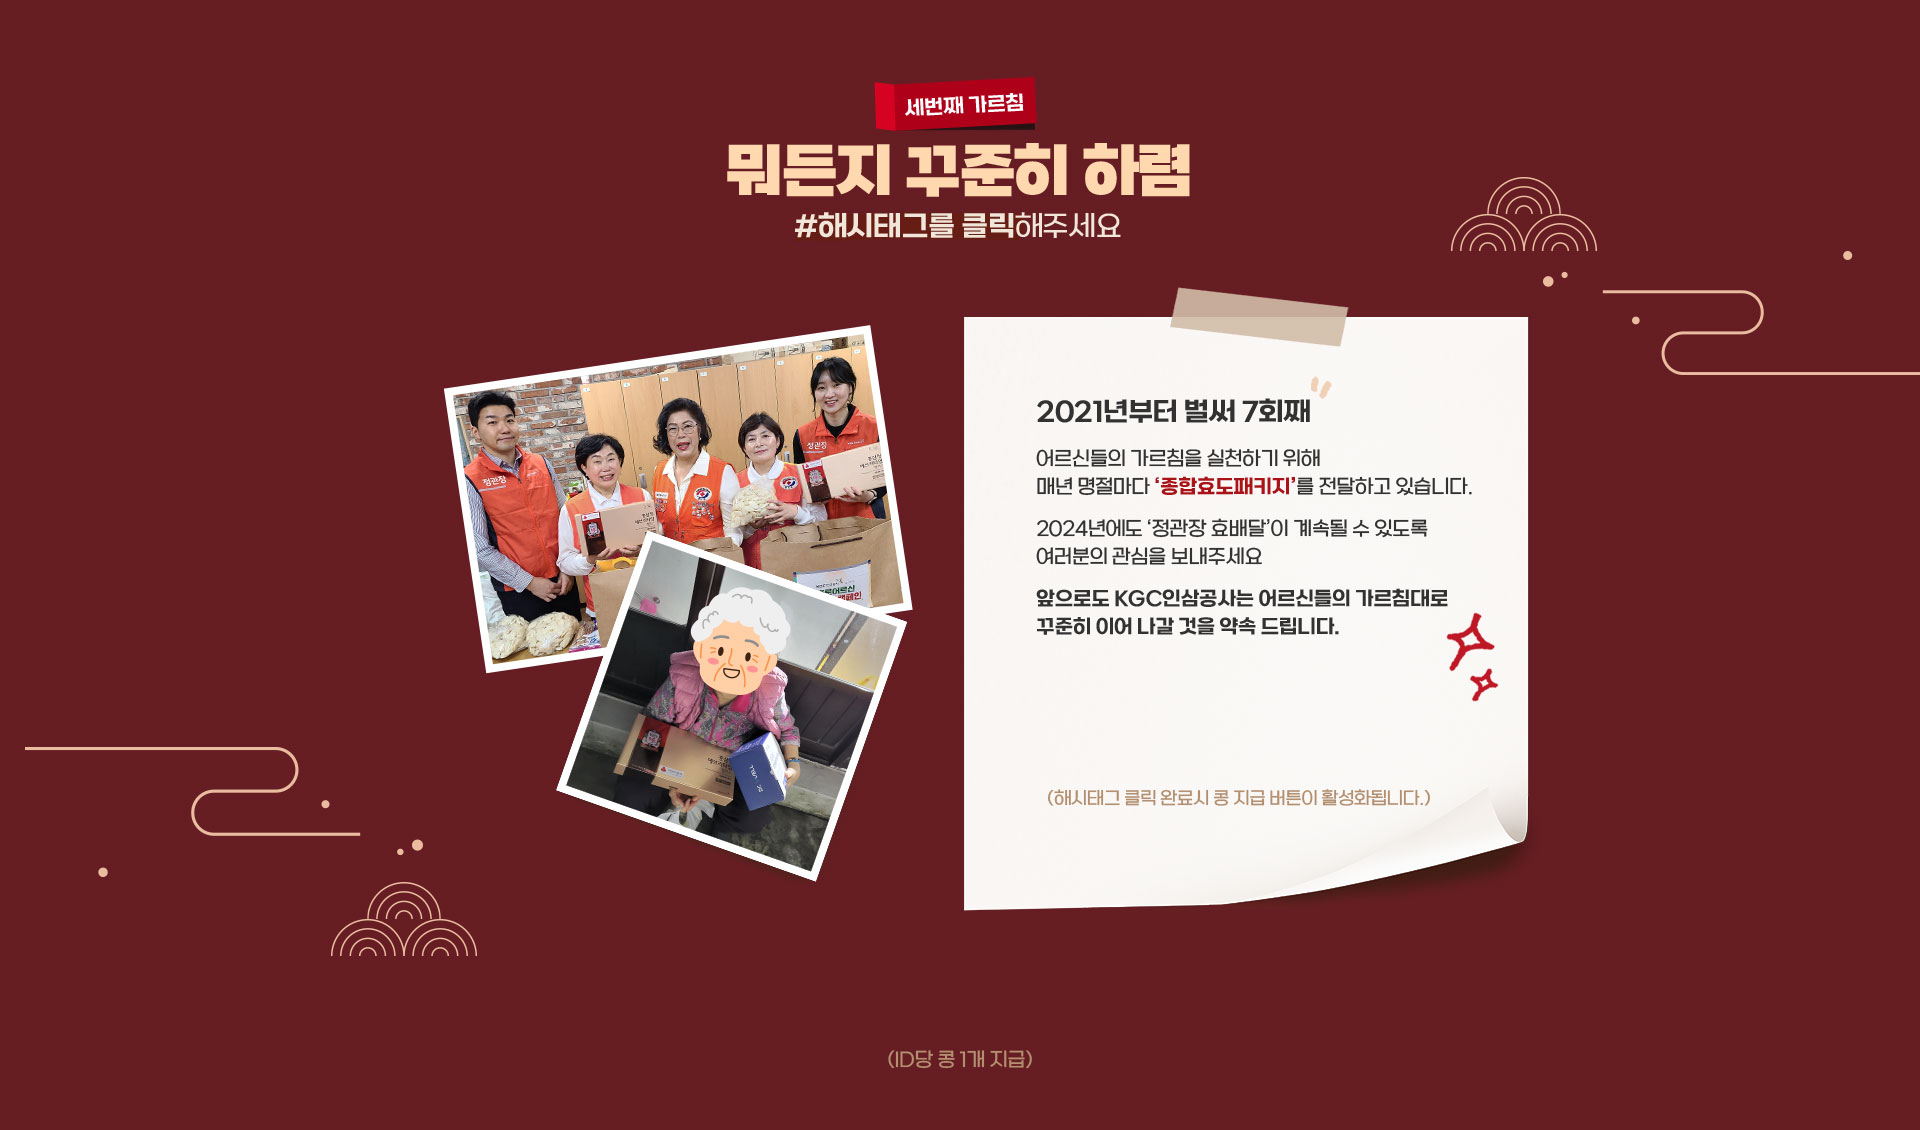 세번째 가르침
뭐든지 꾸준히 하렴
#해시태그를 클릭해주세요
정관장
정관장
2021년부터 벌써 7회째
어르신들의 가르침을 실천하기 위해
매년 명절마다 ‘종합효도패키지’를 전달하고 있습니다.
2024년에도 ‘정관장 효배달’이 계속될 수 있도록
여러분의 관심을 보내주세요
앞으로도 KGC인삼공사는 어르신들의 가르침대로
꾸준히 이어 나갈 것을 약속 드립니다.
(해시태그 클릭 완료시 콩 지급 버튼이 활성화됩니다.)
(ID당 콩 1개 지급)